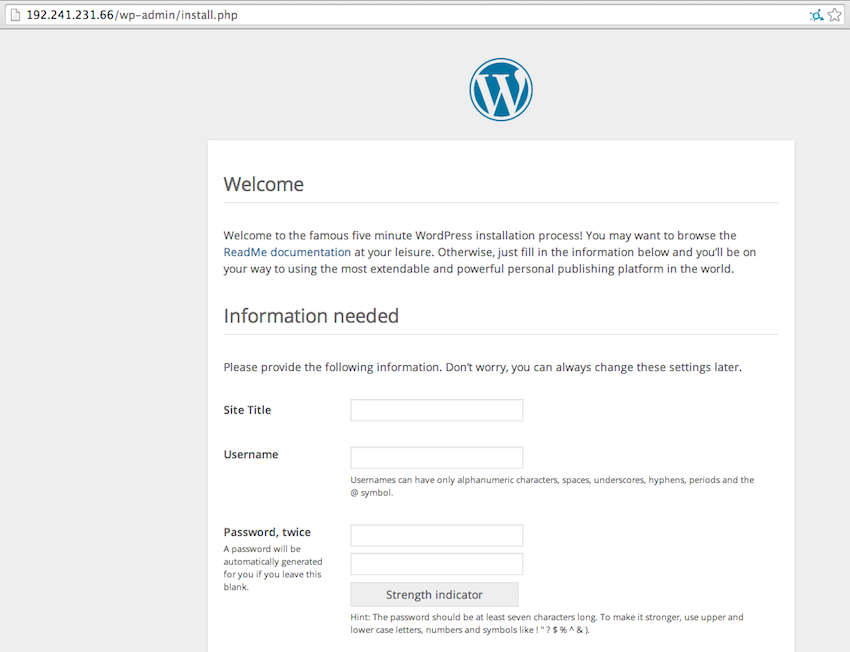 192.241.231.66/wp-admin/install.php
Welcome
Welcome to the famous five minute WordPress installation process! You may want to browse the
ReadMe documentation at your leisure. Otherwise, just fill in the information below and you'll be on
your way to using the most extendable and powerful personal publishing platform in the world.
Information needed
Please provide the following information. Don't worry, you can always change these settings later.
Site Title
Username
Usernames can have only alphanumeric characters, spaces, underscores, hyphens, periods and the
@ symbol.
Password, twice
A password will be
automatically generated
for you if you leave this
blank.
Strength indicator
Hint: The password should be at least seven characters long. To make it stronger, use upper and
lower case letters, numbers and symbols like ! " ? $ % ^ & ).